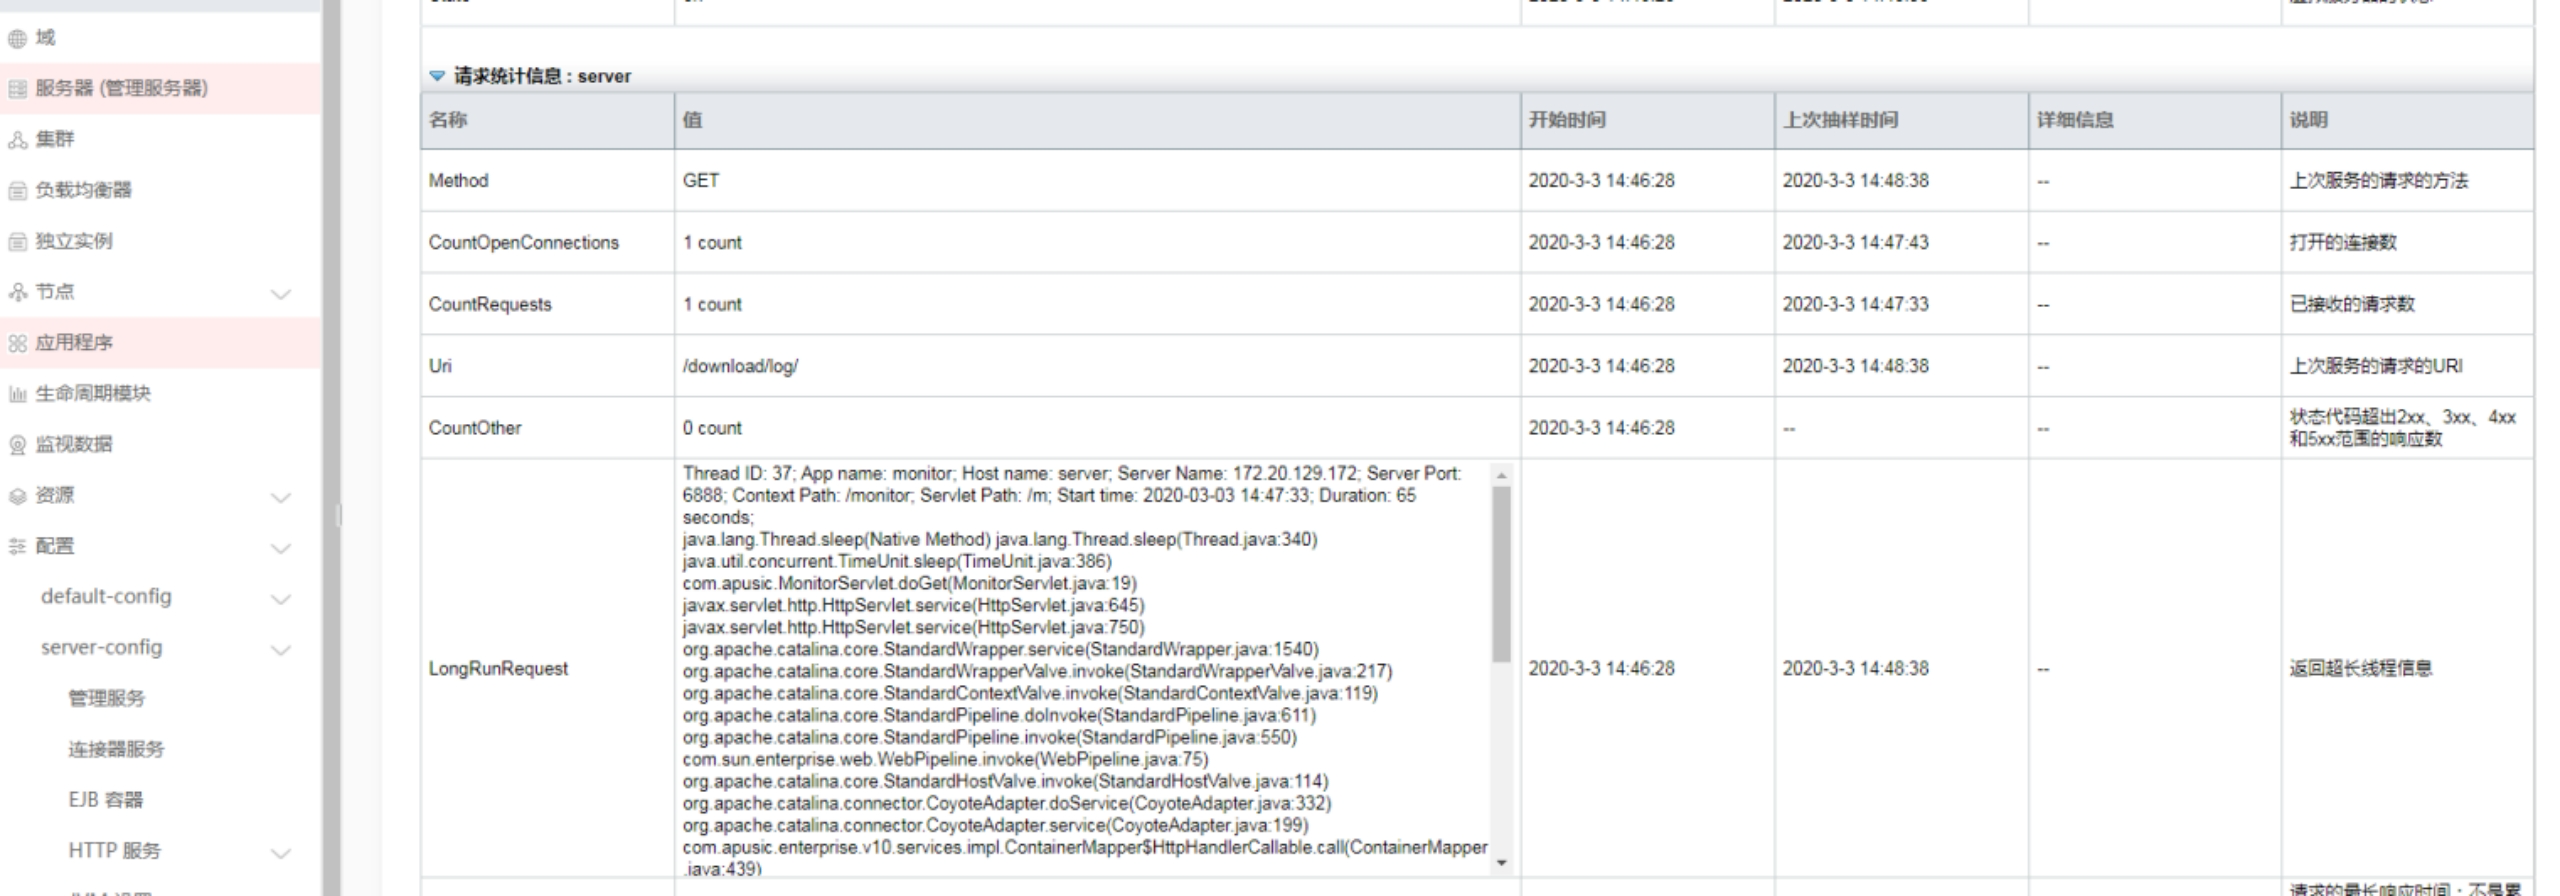 域
服务器 (管理服务器)
集群
负载均衡器
独立实例
节点
应用程序
生命周期模块
监视数据
资源
配置
default-config
server-config
管理服务
连接器服务
EJB 容器
HTTP 服务
请求统计信息 : server
名称 值 开始时间 上次抽样时间 详细信息 说明
Method GET 2020-3-3 14:46:28 2020-3-3 14:48:38 -- 上次服务的请求的方法
CountOpenConnections 1 count 2020-3-3 14:46:28 2020-3-3 14:47:43 -- 打开的连接数
CountRequests 1 count 2020-3-3 14:46:28 2020-3-3 14:47:33 -- 已接收的请求数
Uri /download/log/ 2020-3-3 14:46:28 2020-3-3 14:48:38 -- 上次服务的请求的URI
CountOther 0 count 2020-3-3 14:46:28 -- -- 状态代码超出2xx、3xx、4xx
和5xx范围的响应数
LongRunRequest
Thread ID: 37; App name: monitor; Host name: server; Server Name: 172.20.129.172; Server Port:
6888; Context Path: /monitor; Servlet Path: /m; Start time: 2020-03-03 14:47:33; Duration: 65
seconds;
java.lang.Thread.sleep(Native Method) java.lang.Thread.sleep(Thread.java:340)
java.util.concurrent.TimeUnit.sleep(TimeUnit.java:386)
com.apusic.MonitorServlet.doGet(MonitorServlet.java:19)
javax.servlet.http.HttpServlet.service(HttpServlet.java:645)
javax.servlet.http.HttpServlet.service(HttpServlet.java:750)
org.apache.catalina.core.StandardWrapper.service(StandardWrapper.java:1540)
org.apache.catalina.core.StandardWrapperValve.invoke(StandardWrapperValve.java:217)
org.apache.catalina.core.StandardContextValve.invoke(StandardContextValve.java:119)
org.apache.catalina.core.StandardPipeline.doInvoke(StandardPipeline.java:611)
org.apache.catalina.core.StandardPipeline.invoke(StandardPipeline.java:550)
com.sun.enterprise.web.WebPipeline.invoke(WebPipeline.java:75)
org.apache.catalina.core.StandardHostValve.invoke(StandardHostValve.java:114)
org.apache.catalina.connector.CoyoteAdapter.doService(CoyoteAdapter.java:332)
org.apache.catalina.connector.CoyoteAdapter.service(CoyoteAdapter.java:199)
com.apusic.enterprise.v10.services.impl.ContainerMapper$HttpHandlerCallable.call(ContainerMapper
.java:439)
2020-3-3 14:46:28 2020-3-3 14:48:38 -- 返回超长线程信息
请求的最长响应时间；不是累